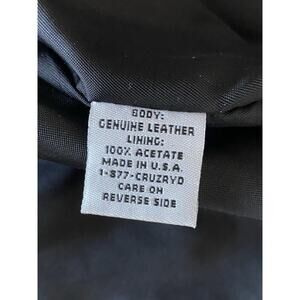 BODY:
GENUINE LEATHER
LINING:
100% ACETATE
MADE IN U.S.A.
1-877-CRUZRYD
CARE ON
REVERSE SIDE